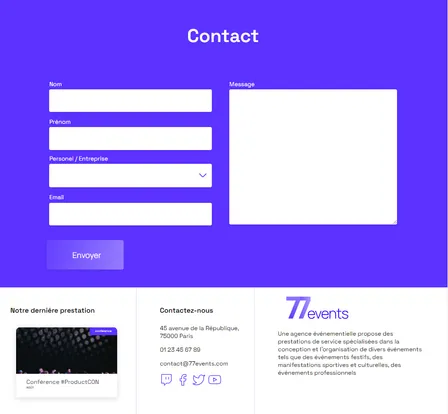 Contact
Nom
Prénom
Personel / Entreprise
Email
Message
Envoyer
Notre dernière prestation
Conférence
Conférence #ProductCON
Contactez-nous
45 avenue de la République,
75000 Paris
01 23 45 67 89
contact@77events.com
77events
Une agence événementielle propose des
prestations de service spécialisées dans la
conception et l'organisation de divers événements
tels que des événements festifs, des
manifestations sportives et culturelles, des
événements professionnels